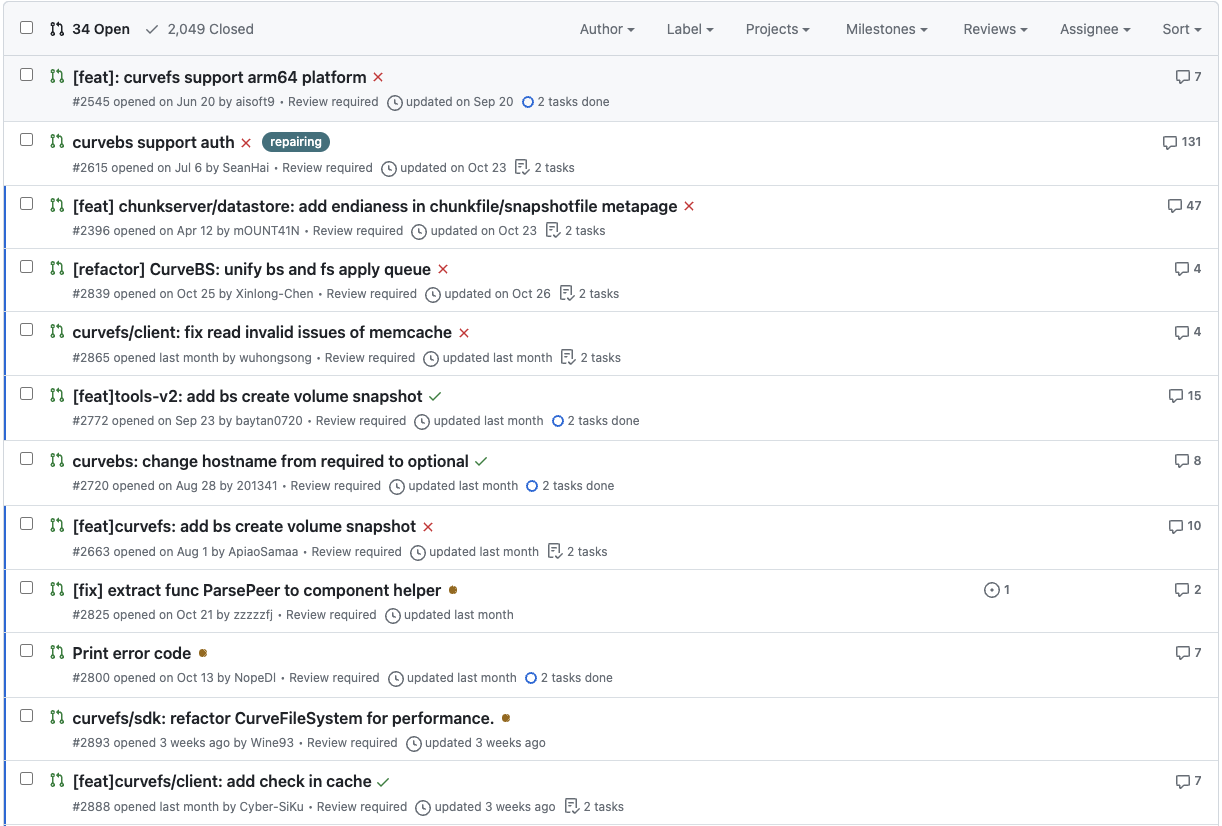 34 Open 2,049 Closed Author Label Projects Milestones Reviews Assignee Sort
[feat]: curvefs support arm64 platform 7
#2545 opened on Jun 20 by aisoft9 • Review required updated on Sep 20 2 tasks done
curvebs support auth repairing 131
#2615 opened on Jul 6 by SeanHai • Review required updated on Oct 23 2 tasks
[feat] chunkserver/datastore: add endianess in chunkfile/snapshotfile metapage 47
#2396 opened on Apr 12 by mOUNT41N • Review required updated on Oct 23 2 tasks
[refactor] CurveBS: unify bs and fs apply queue 4
#2839 opened on Oct 25 by Xinlong-Chen • Review required updated on Oct 26 2 tasks
curvefs/client: fix read invalid issues of memcache 4
#2865 opened last month by wuhongsong • Review required updated last month 2 tasks
[feat]tools-v2: add bs create volume snapshot 15
#2772 opened on Sep 23 by baytan0720 • Review required updated last month 2 tasks done
curvebs: change hostname from required to optional 8
#2720 opened on Aug 28 by 201341 • Review required updated last month 2 tasks done
[feat]curvefs: add bs create volume snapshot 10
#2663 opened on Aug 1 by ApiaoSamaa • Review required updated last month 2 tasks
[fix] extract func ParsePeer to component helper 1 2
#2825 opened on Oct 21 by zzzzzfj • Review required updated last month
Print error code 7
#2800 opened on Oct 13 by NopeDl • Review required updated last month 2 tasks done
curvefs/sdk: refactor CurveFileSystem for performance.
#2893 opened 3 weeks ago by Wine93 • Review required updated 3 weeks ago
[feat]curvefs/client: add check in cache 7
#2888 opened last month by Cyber-SiKu • Review required updated 3 weeks ago 2 tasks